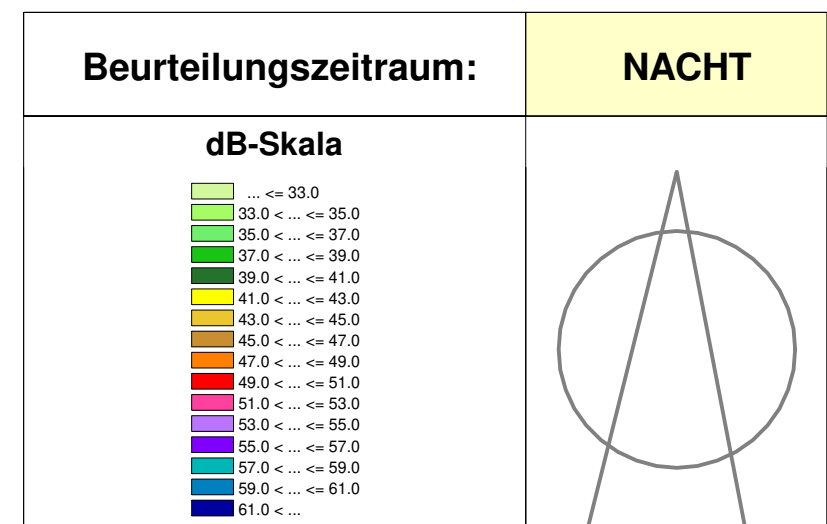 Beurteilungszeitraum: NACHT
dB-Skala
... <= 33.0
33.0 < ... <= 35.0
35.0 < ... <= 37.0
37.0 < ... <= 39.0
39.0 < ... <= 41.0
41.0 < ... <= 43.0
43.0 < ... <= 45.0
45.0 < ... <= 47.0
47.0 < ... <= 49.0
49.0 < ... <= 51.0
51.0 < ... <= 53.0
53.0 < ... <= 55.0
55.0 < ... <= 57.0
57.0 < ... <= 59.0
59.0 < ... <= 61.0
61.0 < ...